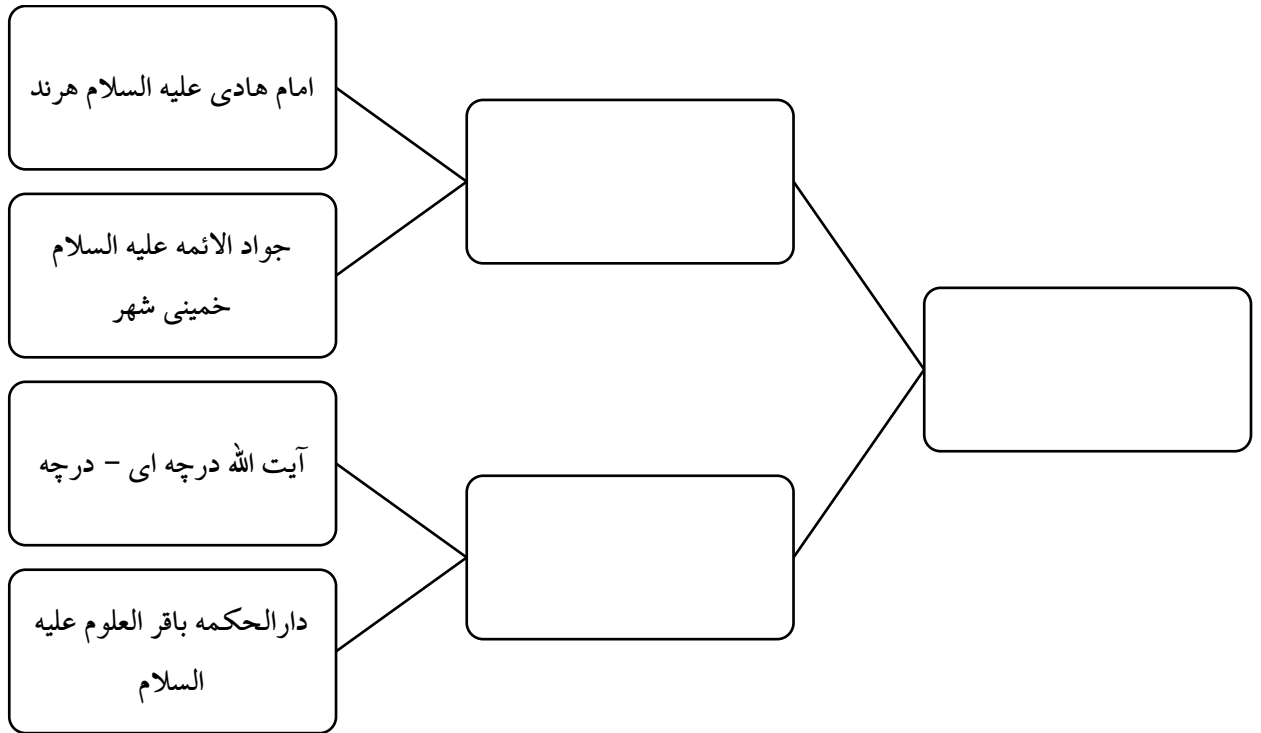 امام هادی علیه السلام هرند
جواد الائمه علیه السلام
خمینی شهر
آیت الله درچه ای – درچه
دارالحکمه باقر العلوم علیه
السلام